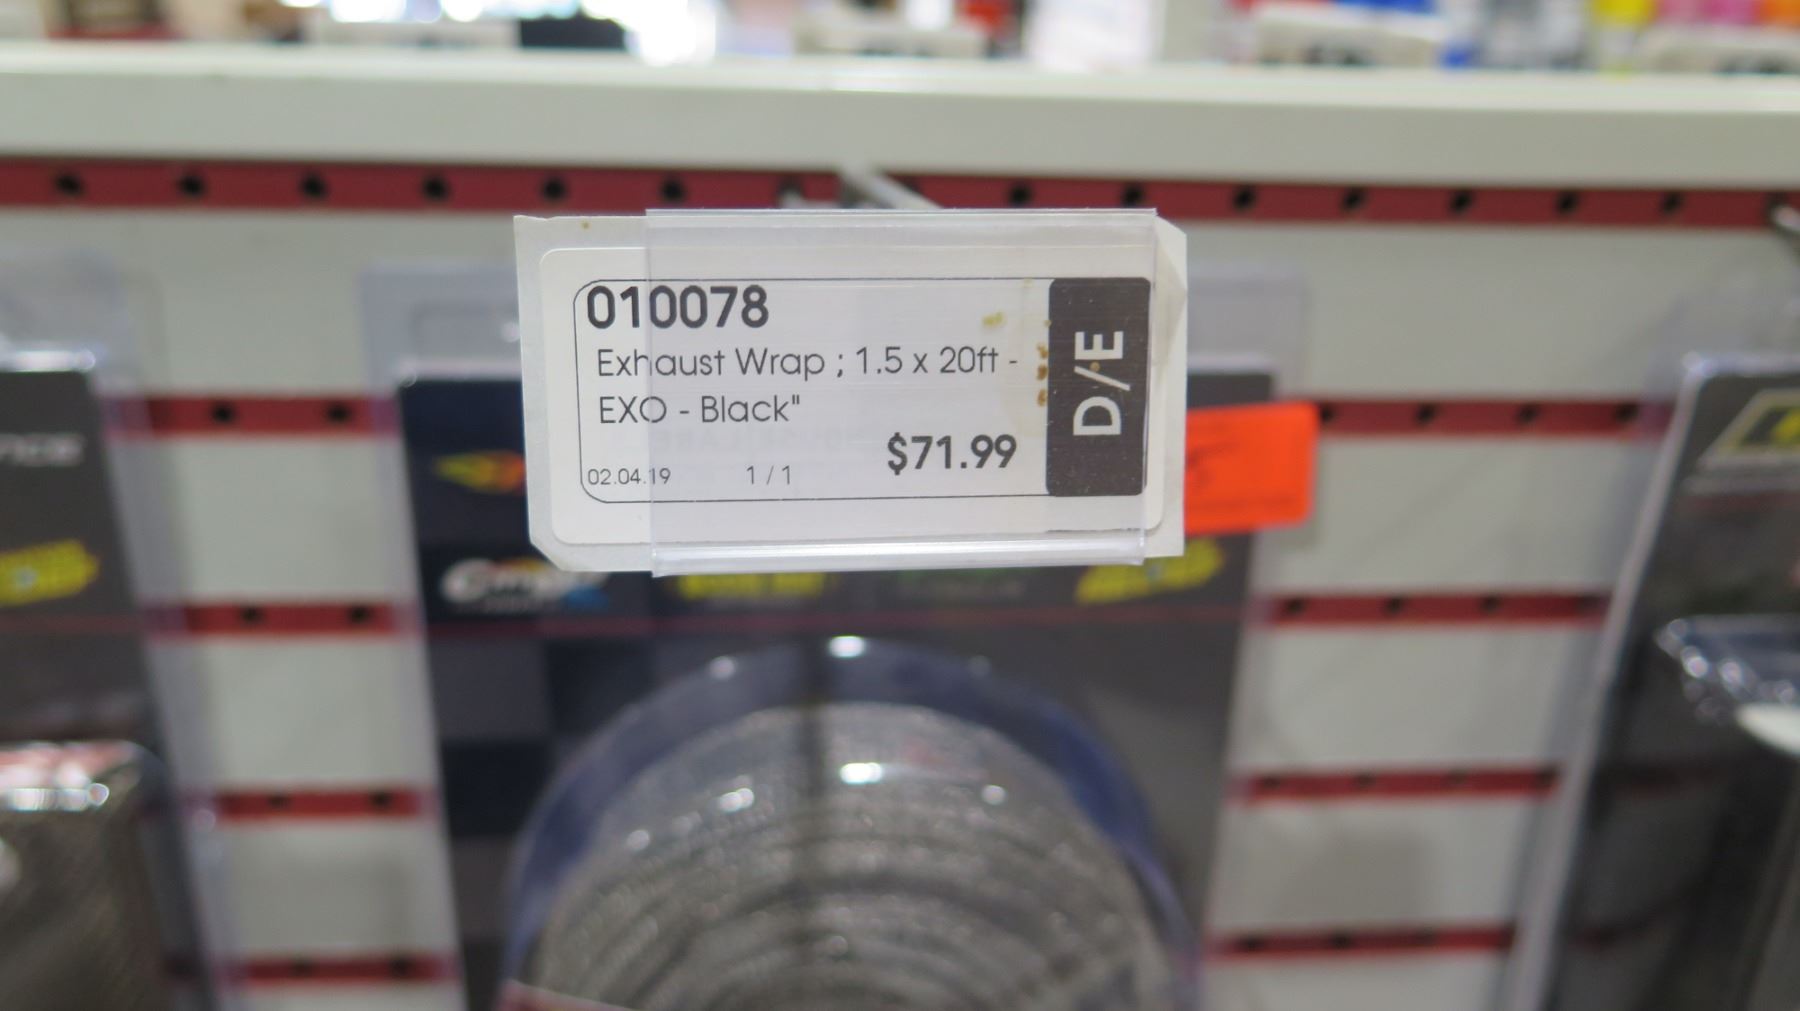 010078
Exhaust Wrap ; 1.5 x 20ft -
EXO - Black"
$71.99
02.04.19 1 / 1
D/E